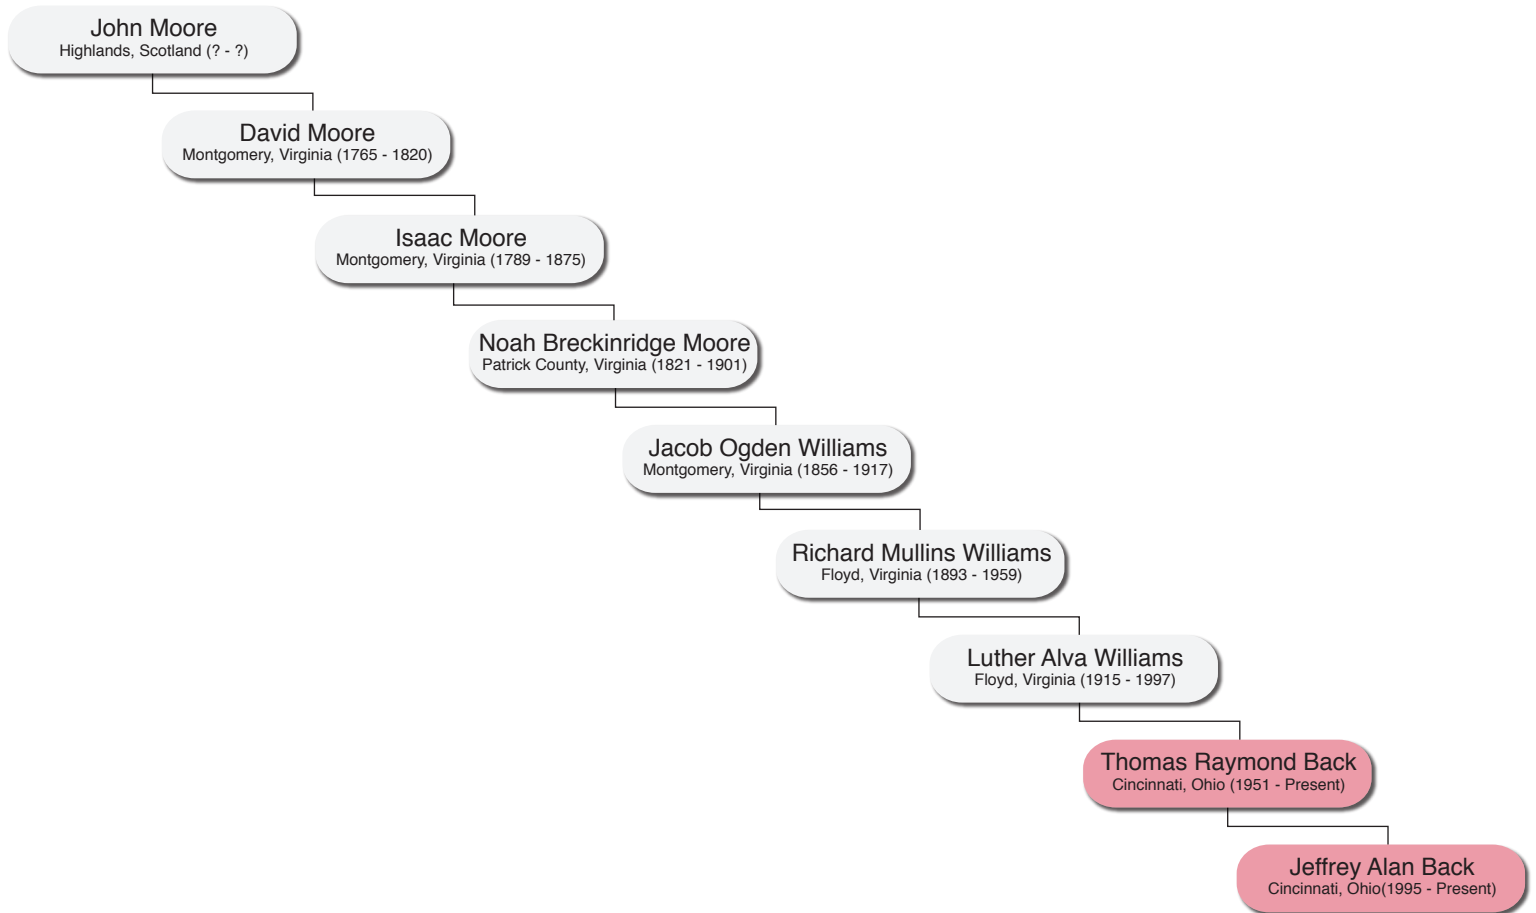 John Moore
Highlands, Scotland (? - ?)
David Moore
Montgomery, Virginia (1765 - 1820)
Isaac Moore
Montgomery, Virginia (1789 - 1875)
Noah Breckinridge Moore
Patrick County, Virginia (1821 - 1901)
Jacob Ogden Williams
Montgomery, Virginia (1856 - 1917)
Richard Mullins Williams
Floyd, Virginia (1893 - 1959)
Luther Alva Williams
Floyd, Virginia (1915 - 1997)
Thomas Raymond Back
Cincinnati, Ohio (1951 - Present)
Jeffrey Alan Back
Cincinnati, Ohio(1995 - Present)